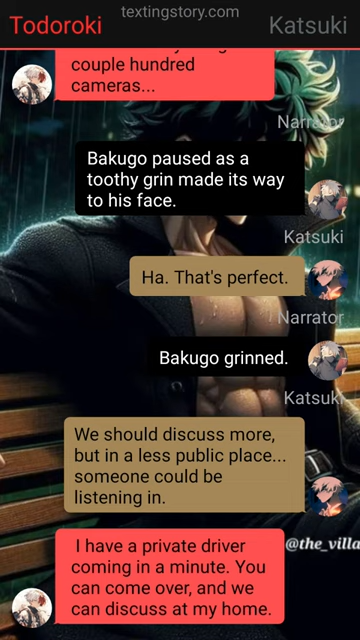 textingstory.com
Todoroki
Katsuki
couple hundred
cameras...
Narrator
Bakugo paused as a
toothy grin made its way
to his face.
Katsuki
Ha. That's perfect.
Narrator
Bakugo grinned.
Katsuki
We should discuss more,
but in a less public place...
someone could be
listening in.
@the_villa
I have a private driver
coming in a minute. You
can come over, and we
can discuss at my home.